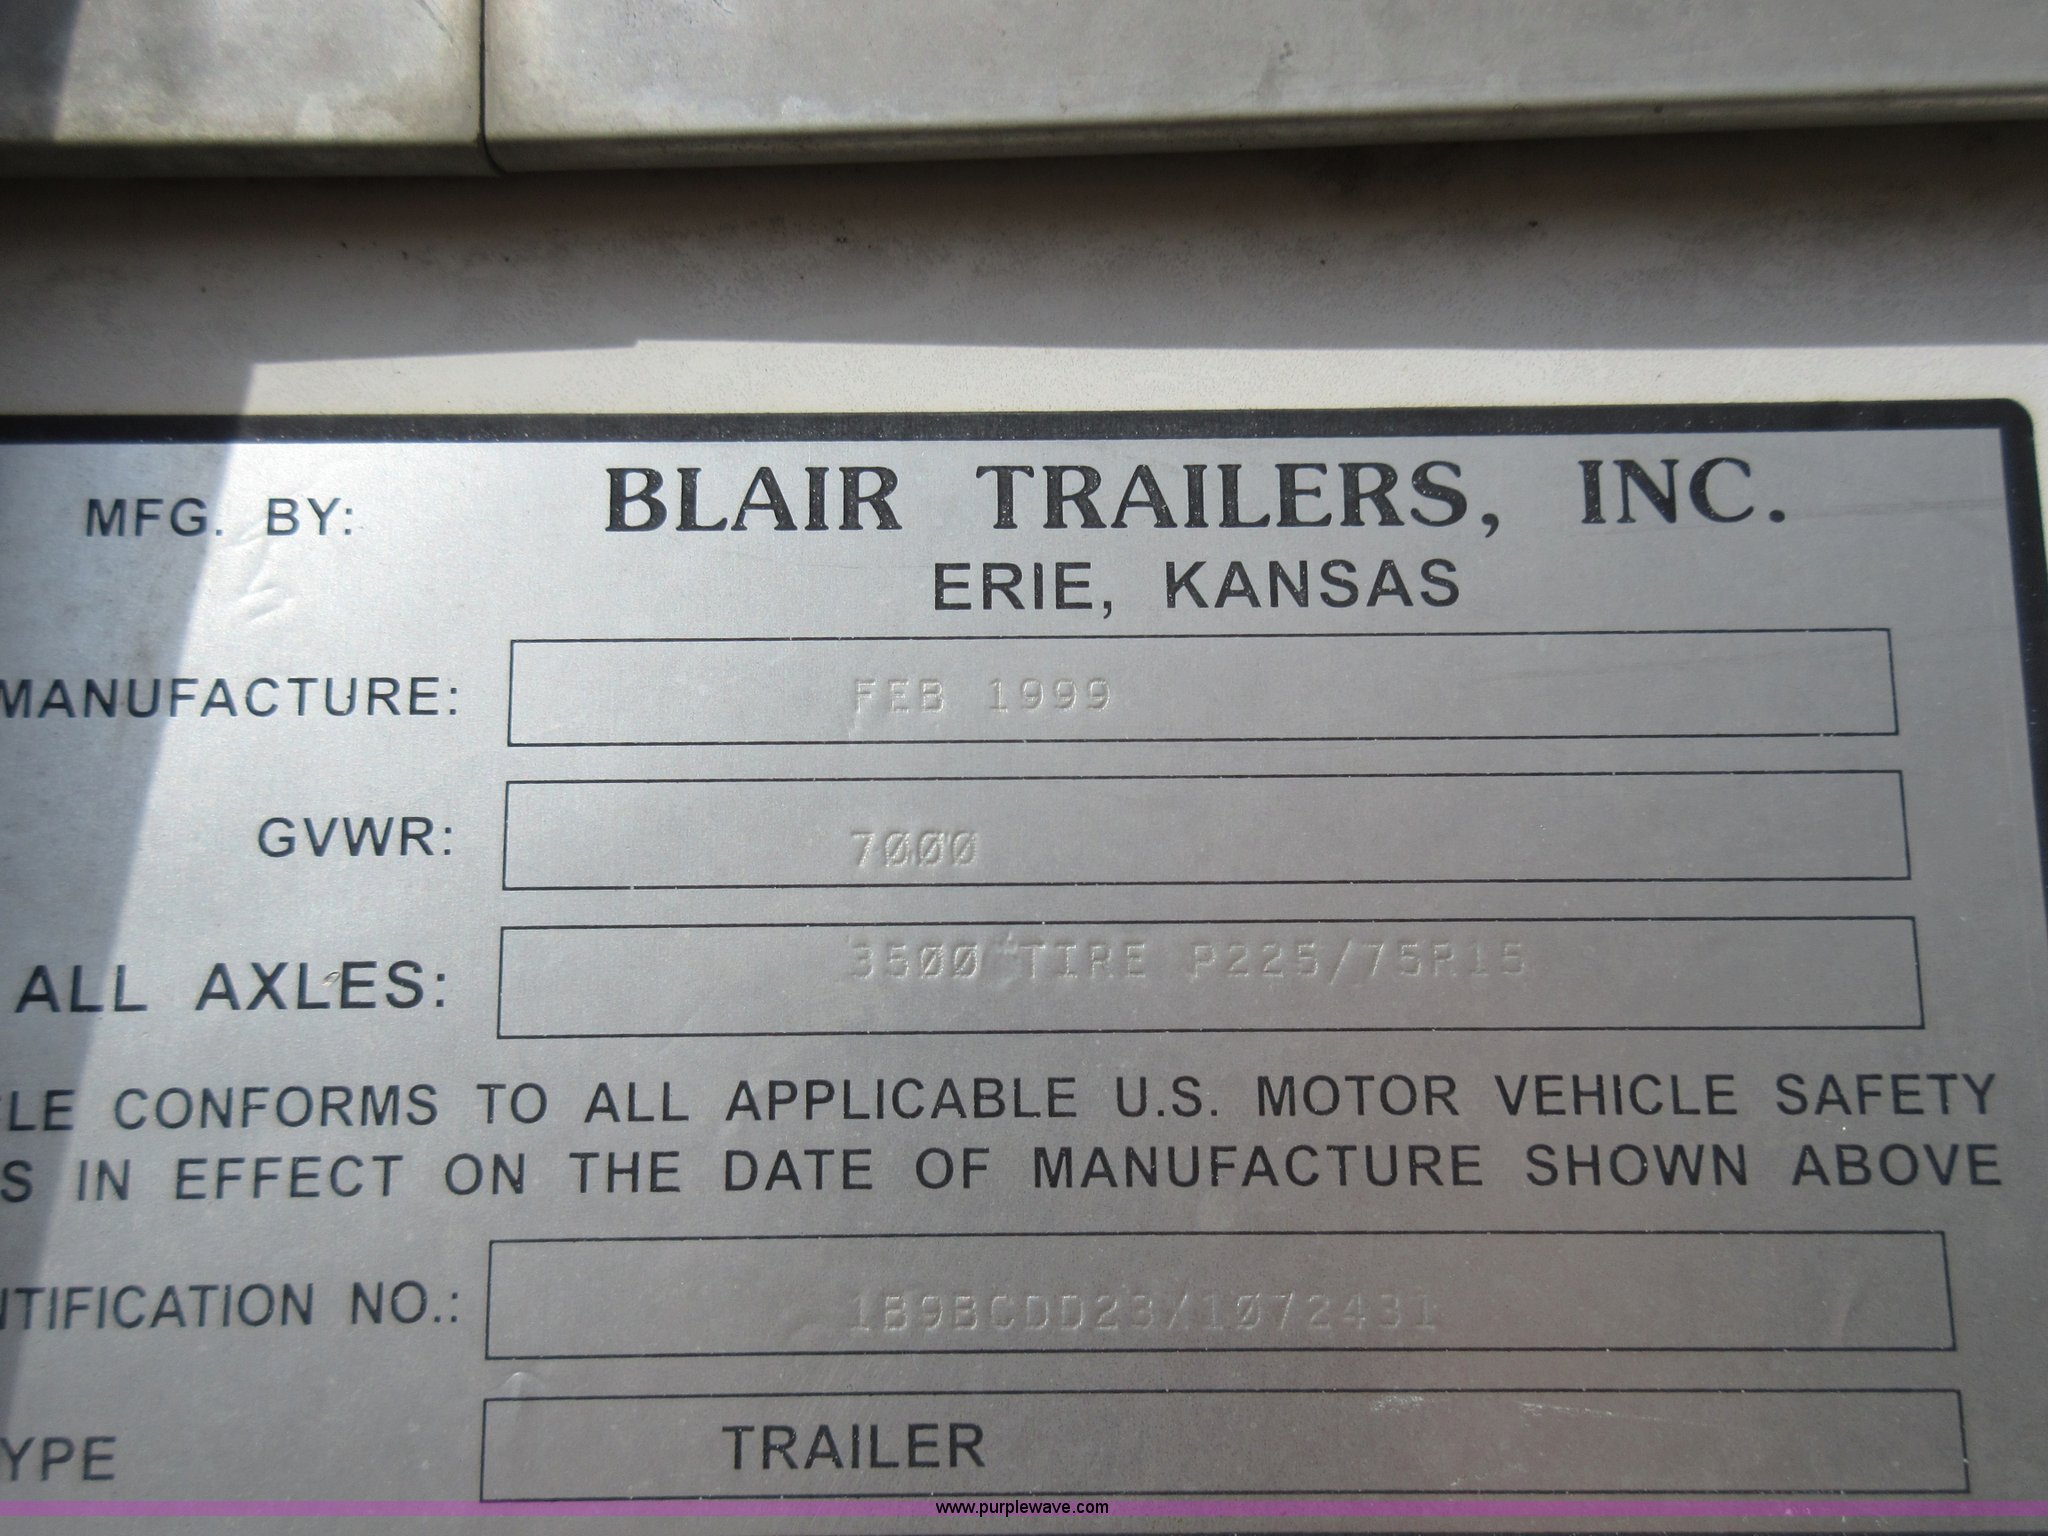 MFG. BY: BLAIR TRAILERS, INC.
ERIE, KANSAS
MANUFACTURE: FEB 1999
GVWR: 7000
ALL AXLES: 3500 TIRE P225/75R15
LE CONFORMS TO ALL APPLICABLE U.S. MOTOR VEHICLE SAFETY
S IN EFFECT ON THE DATE OF MANUFACTURE SHOWN ABOVE
NTIFICATION NO.:
YPE TRAILER
www.purplewave.com